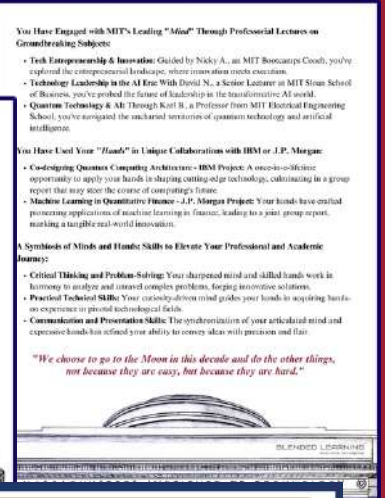 You Have Engaged with MIT's Leading "Mind" Through Professorial Lectures on
Groundbreaking Subjects:
• Tech Entrepreneurship & Innovation: Guided by Nicky A., an MIT Bootcamps Coach, you've
explored the entrepreneurial landscape, where innovation meets execution.
• Technology Leadership in the AI Era: With David N., a Senior Lecturer at MIT Sloan School
of Business, you've probed the future of leadership in the transformative AI world.
• Quantum Technology & AI: Through Karl B., a Professor from MIT Electrical Engineering
School, you've navigated the uncharted territories of quantum technology and artificial
intelligence.
You Have Used Your "Hands" in Unique Collaborations with IBM or J.P. Morgan:
• Co-designing Quantum Computing Architecture - IBM Project: A once-in-a-lifetime
opportunity to apply your hands in shaping cutting-edge technology, culminating in a group
report that may steer the course of computing's future.
• Machine Learning in Quantitative Finance - J.P. Morgan Project: Your hands have crafted
pioneering applications of machine learning in finance, leading to a joint group report,
marking a tangible real-world innovation.
A Symbiosis of Minds and Hands: Skills to Elevate Your Professional and Academic
Journey:
• Critical Thinking and Problem-Solving: Your sharpened mind and skilled hands work in
harmony to analyze and unravel complex problems, forging innovative solutions.
• Practical Technical Skills: Your curiosity-driven mind guides your hands in acquiring hands-
on experience in pivotal technological fields.
• Communication and Presentation Skills: The synchronization of your articulated mind and
expressive hands has refined your ability to convey ideas with precision and flair.
"We choose to go to the Moon in this decade and do the other things,
not because they are easy, but because they are hard."
BLENDED LEARNING